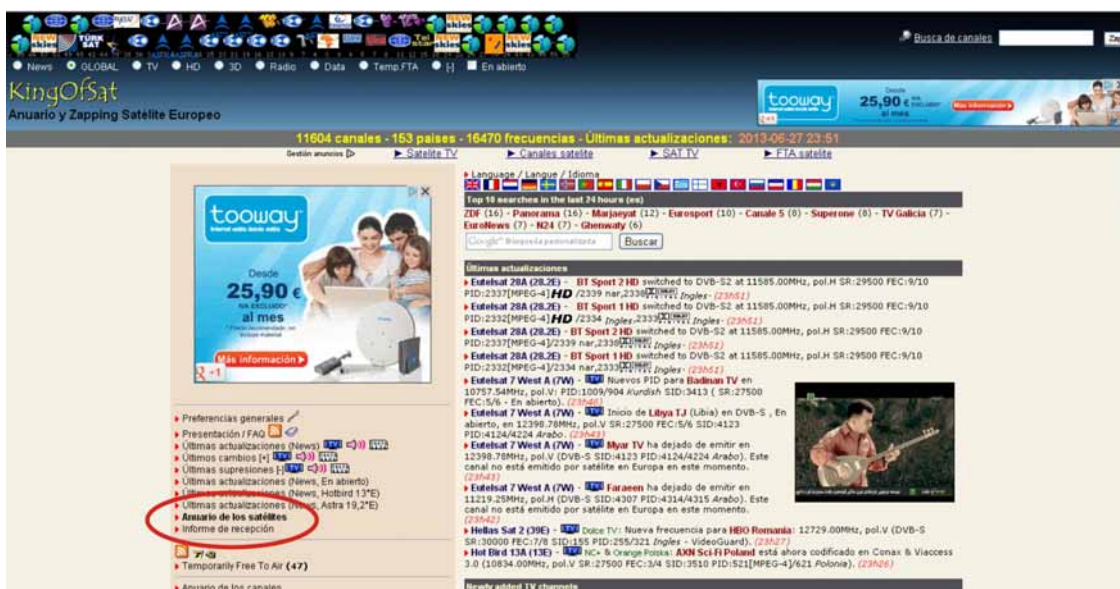 News GLOBAL TV HD 3D Radio Data Temp.FTA [-] En abierto
Busca de canales
KingOfSat
Anuario y Zapping Satélite Europeo
tooway
Desde
25,90 €
al mes
Más información
11604 canales - 153 paises - 16470 frecuencias - Últimas actualizaciones: 2013-06-27 23:51
Gestión anuncios
Satelite TV
Canales satelite
SAT TV
FTA satelite
tooway
Desde
25,90 €
IVA EXCLUIDO*
al mes
Más información
+1
Preferencias generales
Presentación / FAQ
Últimas actualizaciones (News)
Últimos cambios [+]
Últimas supresiones [-]
Últimas actualizaciones (News, En abierto)
Últimas actualizaciones (News, Hotbird 13°E)
Últimas actualizaciones (News, Astra 19,2°E)
Anuario de los satélites
Informe de recepción
Temporarily Free To Air (47)
Anuario de los canales
Language / Langue / Idioma
Top 10 searches in the last 24 hours (es)
ZDF (16) - Panorama (16) - Marjaeyat (12) - Eurosport (10) - Canale 5 (8) - Superone (8) - TV Galicia (7) -
EuroNews (7) - N24 (7) - Ghenwaty (6)
Google™ Búsqueda personalizada
Buscar
Últimas actualizaciones
Eutelsat 28A (28.2E) - BT Sport 2 HD switched to DVB-S2 at 11585.00MHz, pol.H SR:29500 FEC:9/10
PID:2337[MPEG-4] HD /2339 nar,2338 Ingles- (23h51)
Eutelsat 28A (28.2E) - BT Sport 1 HD switched to DVB-S2 at 11585.00MHz, pol.H SR:29500 FEC:9/10
PID:2332[MPEG-4] HD /2334 Ingles,2333 Ingles- (23h51)
Eutelsat 28A (28.2E) - BT Sport 2 HD switched to DVB-S2 at 11585.00MHz, pol.H SR:29500 FEC:9/10
PID:2337[MPEG-4]/2339 nar,2338 Ingles- (23h51)
Eutelsat 28A (28.2E) - BT Sport 1 HD switched to DVB-S2 at 11585.00MHz, pol.H SR:29500 FEC:9/10
PID:2332[MPEG-4]/2334 nar,2333 Ingles- (23h51)
Eutelsat 7 West A (7W) - Nuevos PID para Badinan TV en
10757.54MHz, pol.V: PID:1009/904 Kurdish SID:3413 ( SR:27500
FEC:5/6 - En abierto). (23h46)
Eutelsat 7 West A (7W) - Inicio de Libya TJ (Libia) en DVB-S , En
abierto, en 12398.78MHz, pol.V SR:27500 FEC:5/6 SID:4123
PID:4124/4224 Arabo. (23h43)
Eutelsat 7 West A (7W) - Myar TV ha dejado de emitir en
12398.78MHz, pol.V (DVB-S SID:4123 PID:4124/4224 Arabo). Este
canal no está emitido por satélite en Europa en este momento.
(23h43)
Eutelsat 7 West A (7W) - Faraeen ha dejado de emitir en
11219.25MHz, pol.H (DVB-S SID:4307 PID:4314/4315 Arabo). Este
canal no está emitido por satélite en Europa en este momento.
(23h42)
Hellas Sat 2 (39E) - Dolce TV: Nueva frecuencia para HBO Romania: 12729.00MHz, pol.V (DVB-S
SR:30000 FEC:7/8 SID:155 PID:255/321 Ingles - VideoGuard). (23h27)
Hot Bird 13A (13E) - NC+ & Orange Polska: AXN Sci-Fi Poland está ahora codificado en Conax & Viaccess
3.0 (10834.00MHz, pol.V SR:27500 FEC:3/4 SID:3510 PID:521[MPEG-4]/621 Polonia). (23h26)
Newly added TV channels